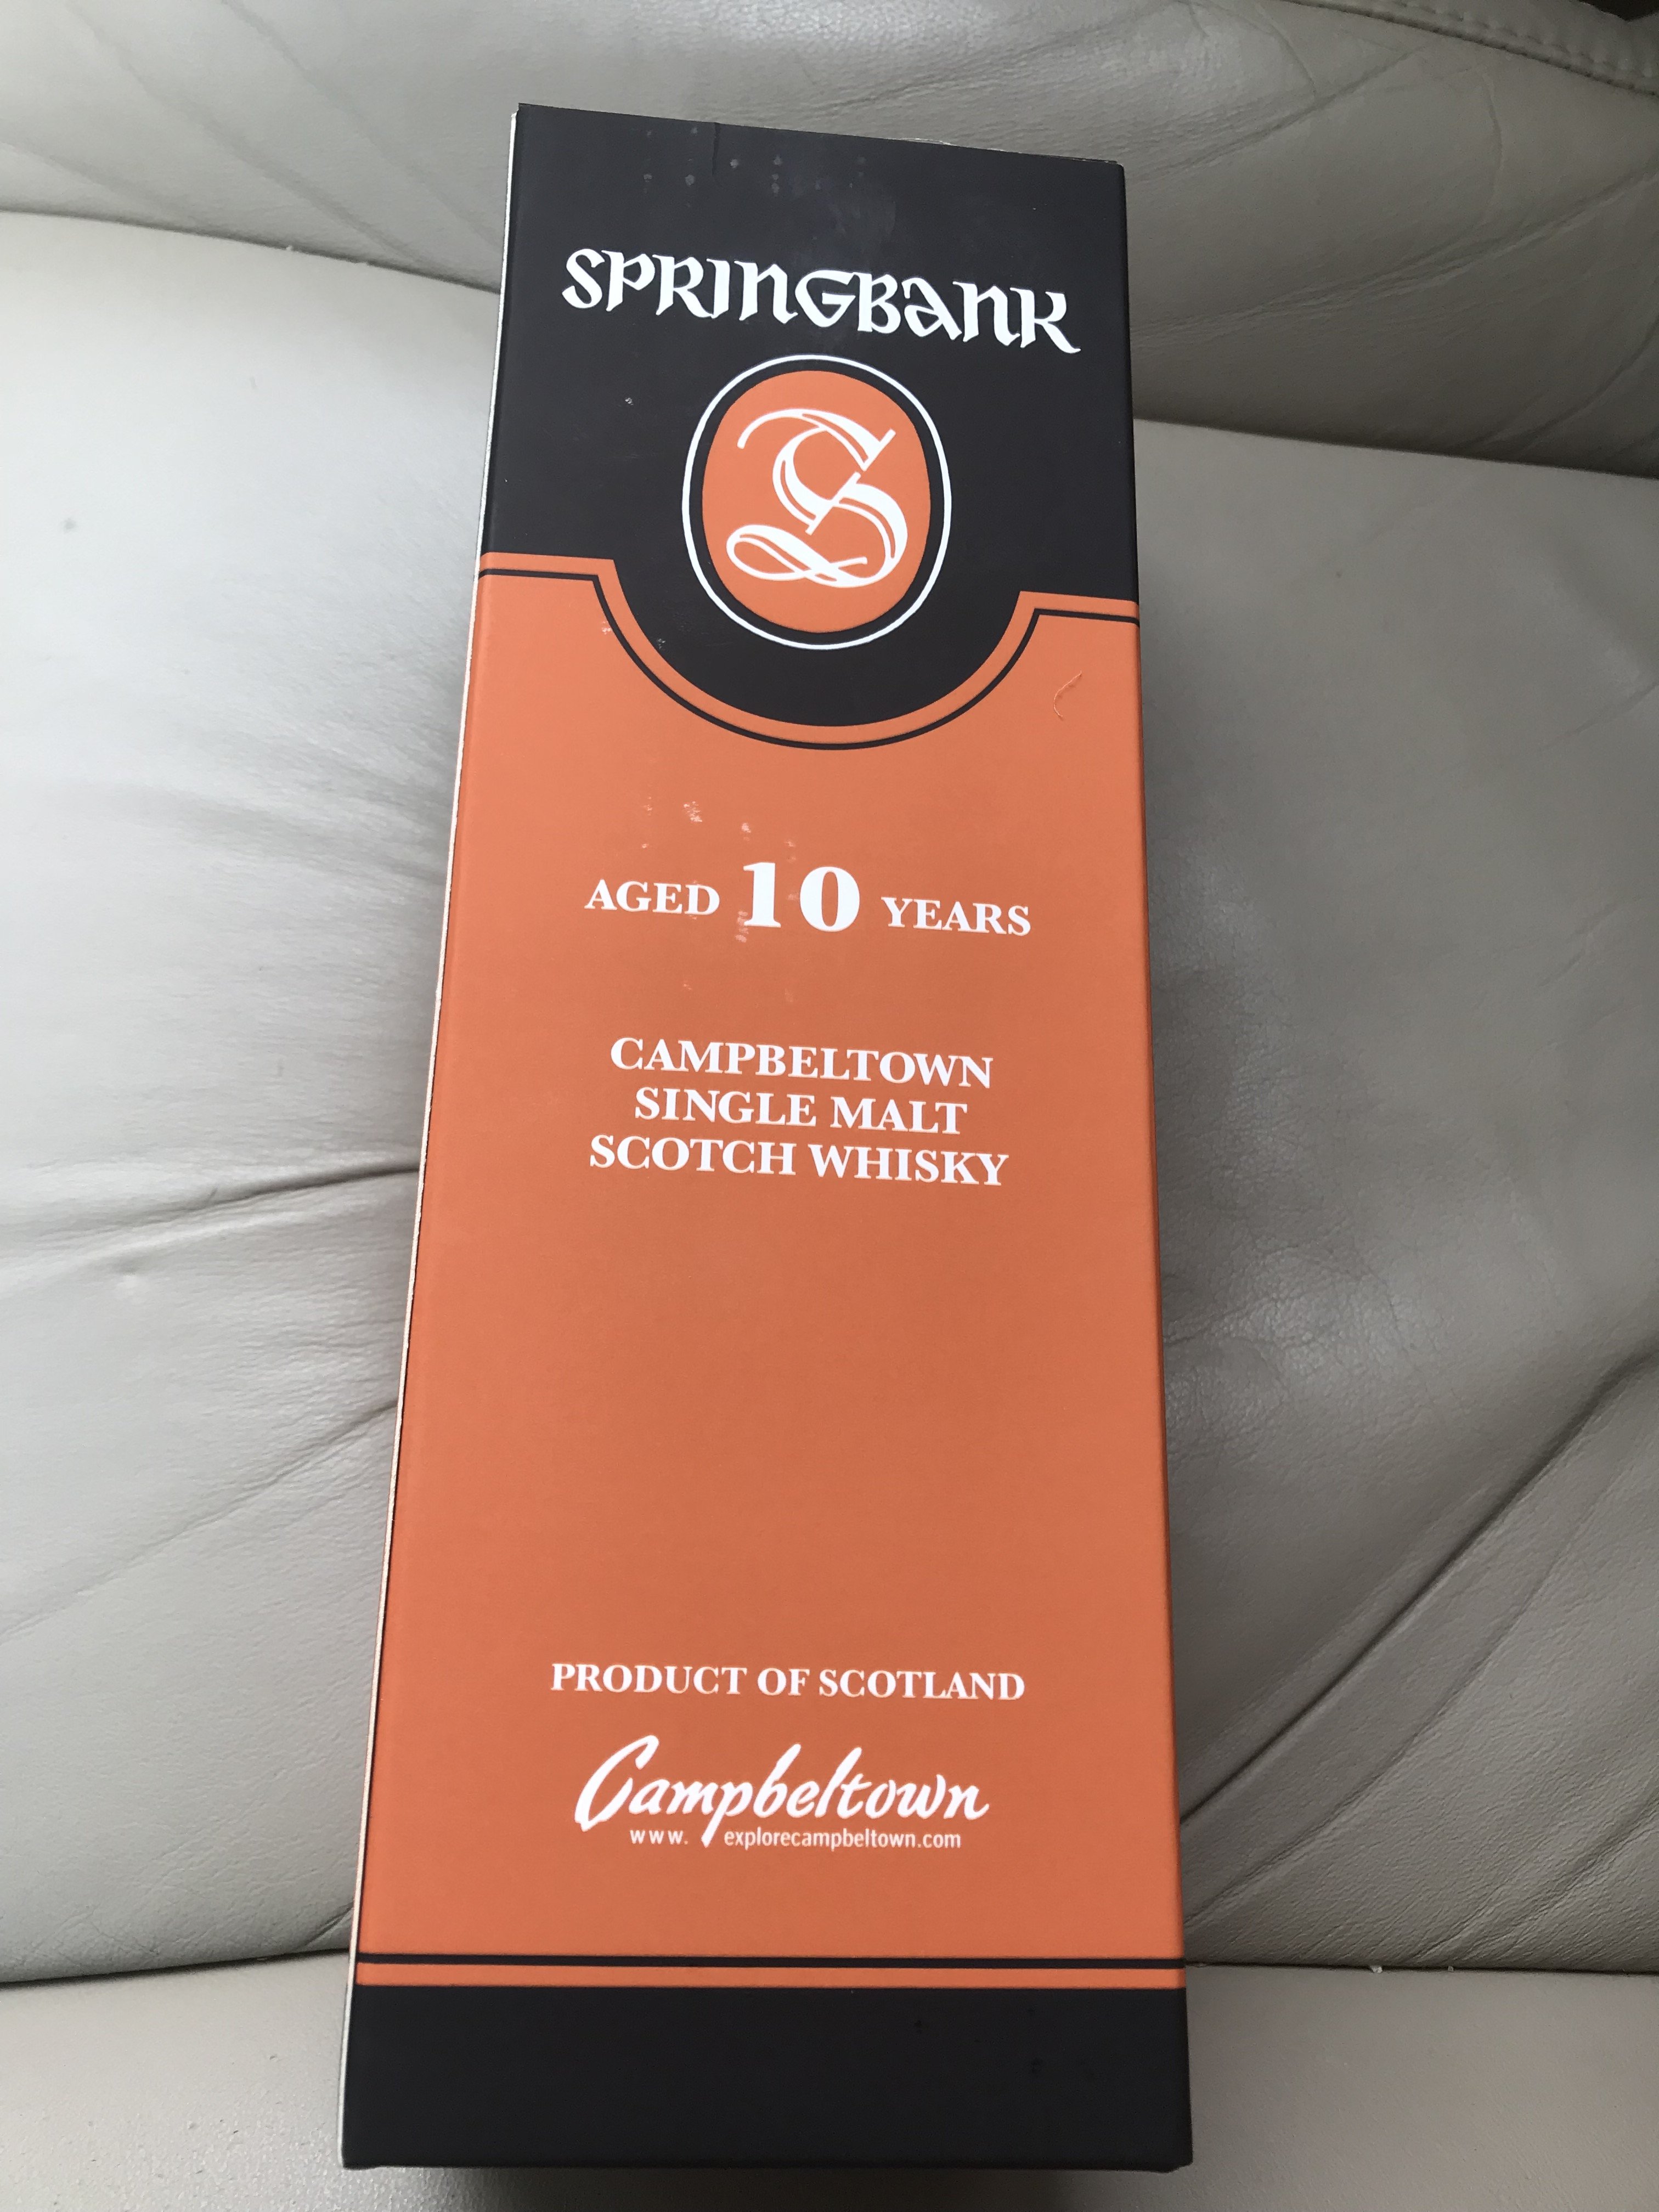 SPRINGBANK
S
AGED 10 YEARS
CAMPBELTOWN
SINGLE MALT
SCOTCH WHISKY
PRODUCT OF SCOTLAND
Campbeltown
www. explorecampbeltown.com